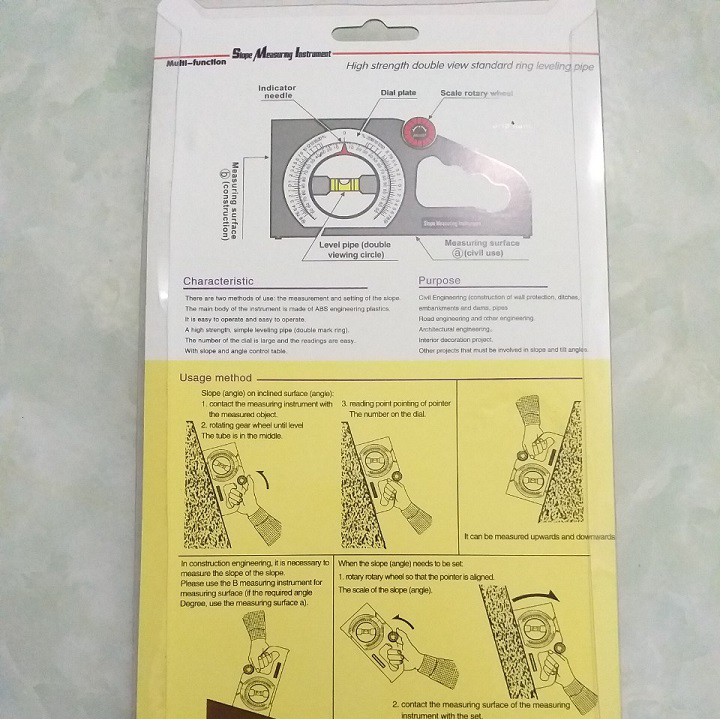 Multi-function Slope Measuring Instrument
High strength double view standard ring leveling pipe
Indicator
needle
Dial plate
Scale rotary wheel
Measuring surface
ⓑ (construction)
Slope Measuring Instrument
Level pipe (double
viewing circle)
Measuring surface
ⓐ(civil use)
Characteristic
There are two methods of use: the measurement and setting of the slope.
The main body of the instrument is made of ABS engineering plastics.
It is easy to operate and easy to operate.
A high strength, simple leveling pipe (double mark ring).
The number of the dial is large and the readings are easy.
With slope and angle control table.
Purpose
Civil Engineering (construction of wall protection, ditches,
embankments and dams, pipes
Road engineering and other engineering.
Architectural engineering.
Interior decoration project.
Other projects that must be involved in slope and tilt angles.
Usage method
Slope (angle) on inclined surface (angle):
1. contact the measuring instrument with
the measured object.
2. rotating gear wheel until level
The tube is in the middle.
3. reading point pointing of pointer
The number on the dial.
It can be measured upwards and downwards
In construction engineering, it is necessary to
measure the slope of the slope.
Please use the B measuring instrument for
measuring surface (if the required angle
Degree, use the measuring surface a).
When the slope (angle) needs to be set:
1. rotary rotary wheel so that the pointer is aligned.
The scale of the slope (angle).
2. contact the measuring surface of the measuring
instrument with the set.